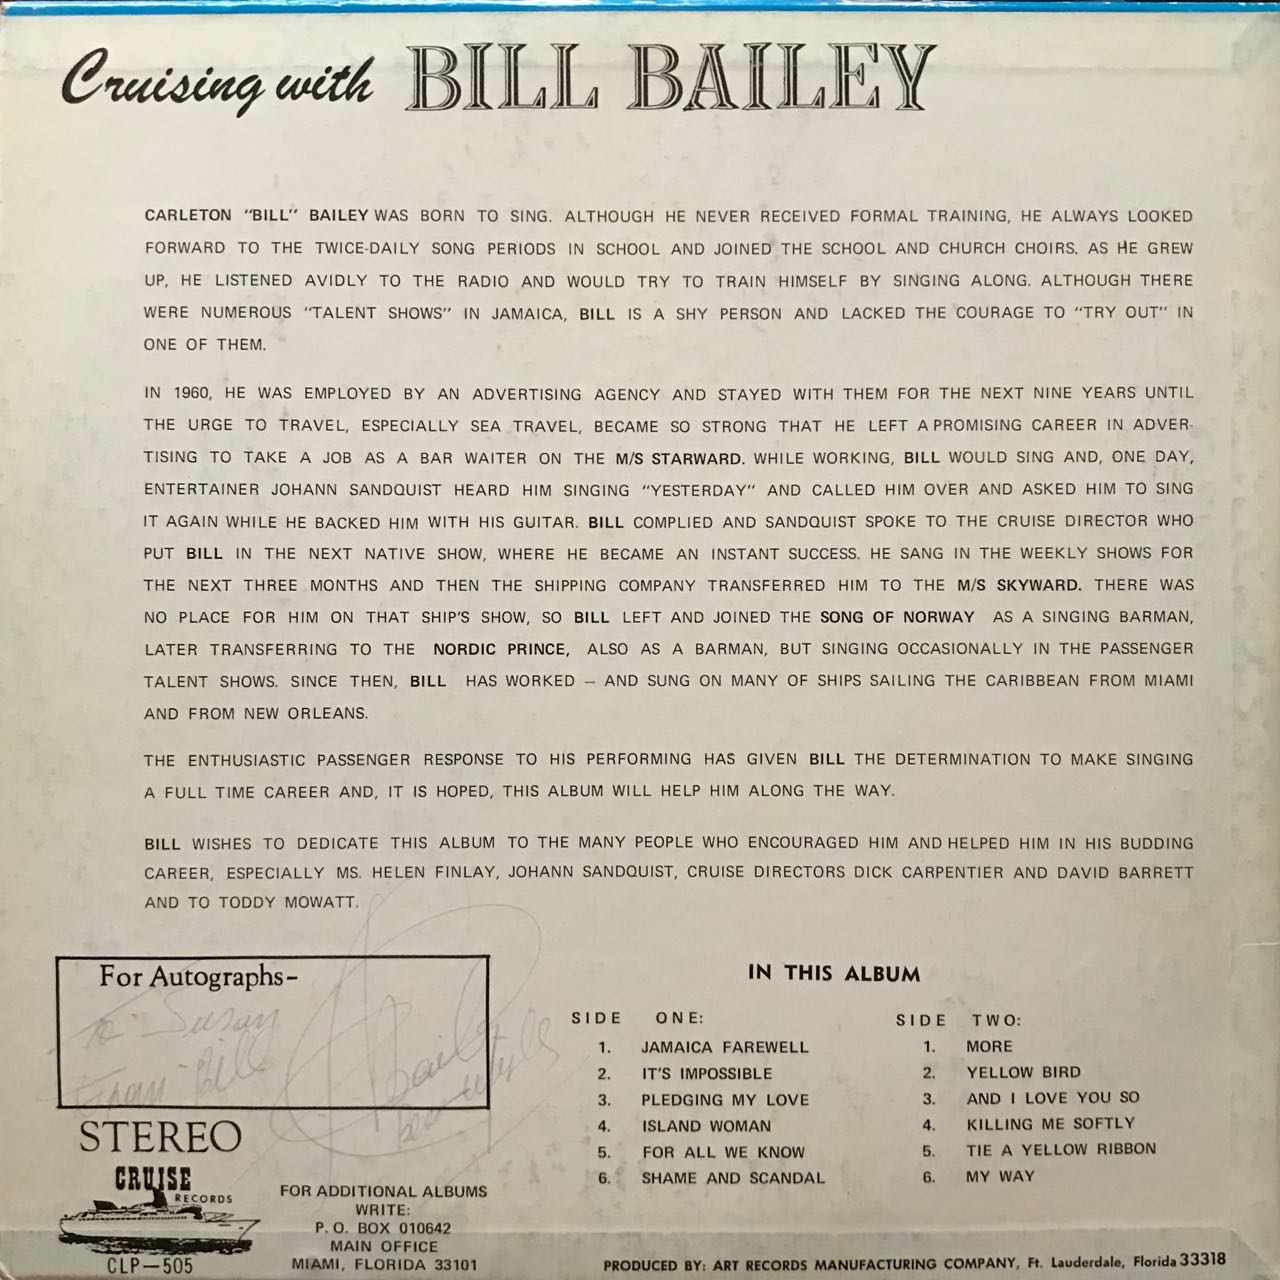 Cruising with BILL BAILEY
CARLETON "BILL" BAILEY WAS BORN TO SING. ALTHOUGH HE NEVER RECEIVED FORMAL TRAINING, HE ALWAYS LOOKED
FORWARD TO THE TWICE-DAILY SONG PERIODS IN SCHOOL AND JOINED THE SCHOOL AND CHURCH CHOIRS. AS HE GREW
UP, HE LISTENED AVIDLY TO THE RADIO AND WOULD TRY TO TRAIN HIMSELF BY SINGING ALONG. ALTHOUGH THERE
WERE NUMEROUS "TALENT SHOWS" IN JAMAICA, BILL IS A SHY PERSON AND LACKED THE COURAGE TO "TRY OUT" IN
ONE OF THEM.
IN 1960, HE WAS EMPLOYED BY AN ADVERTISING AGENCY AND STAYED WITH THEM FOR THE NEXT NINE YEARS UNTIL
THE URGE TO TRAVEL, ESPECIALLY SEA TRAVEL, BECAME SO STRONG THAT HE LEFT A PROMISING CAREER IN ADVER-
TISING TO TAKE A JOB AS A BAR WAITER ON THE M/S STARWARD. WHILE WORKING, BILL WOULD SING AND, ONE DAY,
ENTERTAINER JOHANN SANDQUIST HEARD HIM SINGING "YESTERDAY" AND CALLED HIM OVER AND ASKED HIM TO SING
IT AGAIN WHILE HE BACKED HIM WITH HIS GUITAR. BILL COMPLIED AND SANDQUIST SPOKE TO THE CRUISE DIRECTOR WHO
PUT BILL IN THE NEXT NATIVE SHOW, WHERE HE BECAME AN INSTANT SUCCESS. HE SANG IN THE WEEKLY SHOWS FOR
THE NEXT THREE MONTHS AND THEN THE SHIPPING COMPANY TRANSFERRED HIM TO THE M/S SKYWARD. THERE WAS
NO PLACE FOR HIM ON THAT SHIP'S SHOW, SO BILL LEFT AND JOINED THE SONG OF NORWAY AS A SINGING BARMAN,
LATER TRANSFERRING TO THE NORDIC PRINCE, ALSO AS A BARMAN, BUT SINGING OCCASIONALLY IN THE PASSENGER
TALENT SHOWS. SINCE THEN, BILL HAS WORKED – AND SUNG ON MANY OF SHIPS SAILING THE CARIBBEAN FROM MIAMI
AND FROM NEW ORLEANS.
THE ENTHUSIASTIC PASSENGER RESPONSE TO HIS PERFORMING HAS GIVEN BILL THE DETERMINATION TO MAKE SINGING
A FULL TIME CAREER AND, IT IS HOPED, THIS ALBUM WILL HELP HIM ALONG THE WAY.
BILL WISHES TO DEDICATE THIS ALBUM TO THE MANY PEOPLE WHO ENCOURAGED HIM AND HELPED HIM IN HIS BUDDING
CAREER, ESPECIALLY MS. HELEN FINLAY, JOHANN SANDQUIST, CRUISE DIRECTORS DICK CARPENTIER AND DAVID BARRETT
AND TO TODDY MOWATT.
For Autographs-
To Susan
From Bill
Bailey
STEREO
CRUISE
RECORDS
CLP-505
FOR ADDITIONAL ALBUMS
WRITE:
P. O. BOX 010642
MAIN OFFICE
MIAMI, FLORIDA 33101
IN THIS ALBUM
SIDE ONE:
1. JAMAICA FAREWELL
2. IT'S IMPOSSIBLE
3. PLEDGING MY LOVE
4. ISLAND WOMAN
5. FOR ALL WE KNOW
6. SHAME AND SCANDAL
SIDE TWO:
1. MORE
2. YELLOW BIRD
3. AND I LOVE YOU SO
4. KILLING ME SOFTLY
5. TIE A YELLOW RIBBON
6. MY WAY
PRODUCED BY: ART RECORDS MANUFACTURING COMPANY, Ft. Lauderdale, Florida 33318